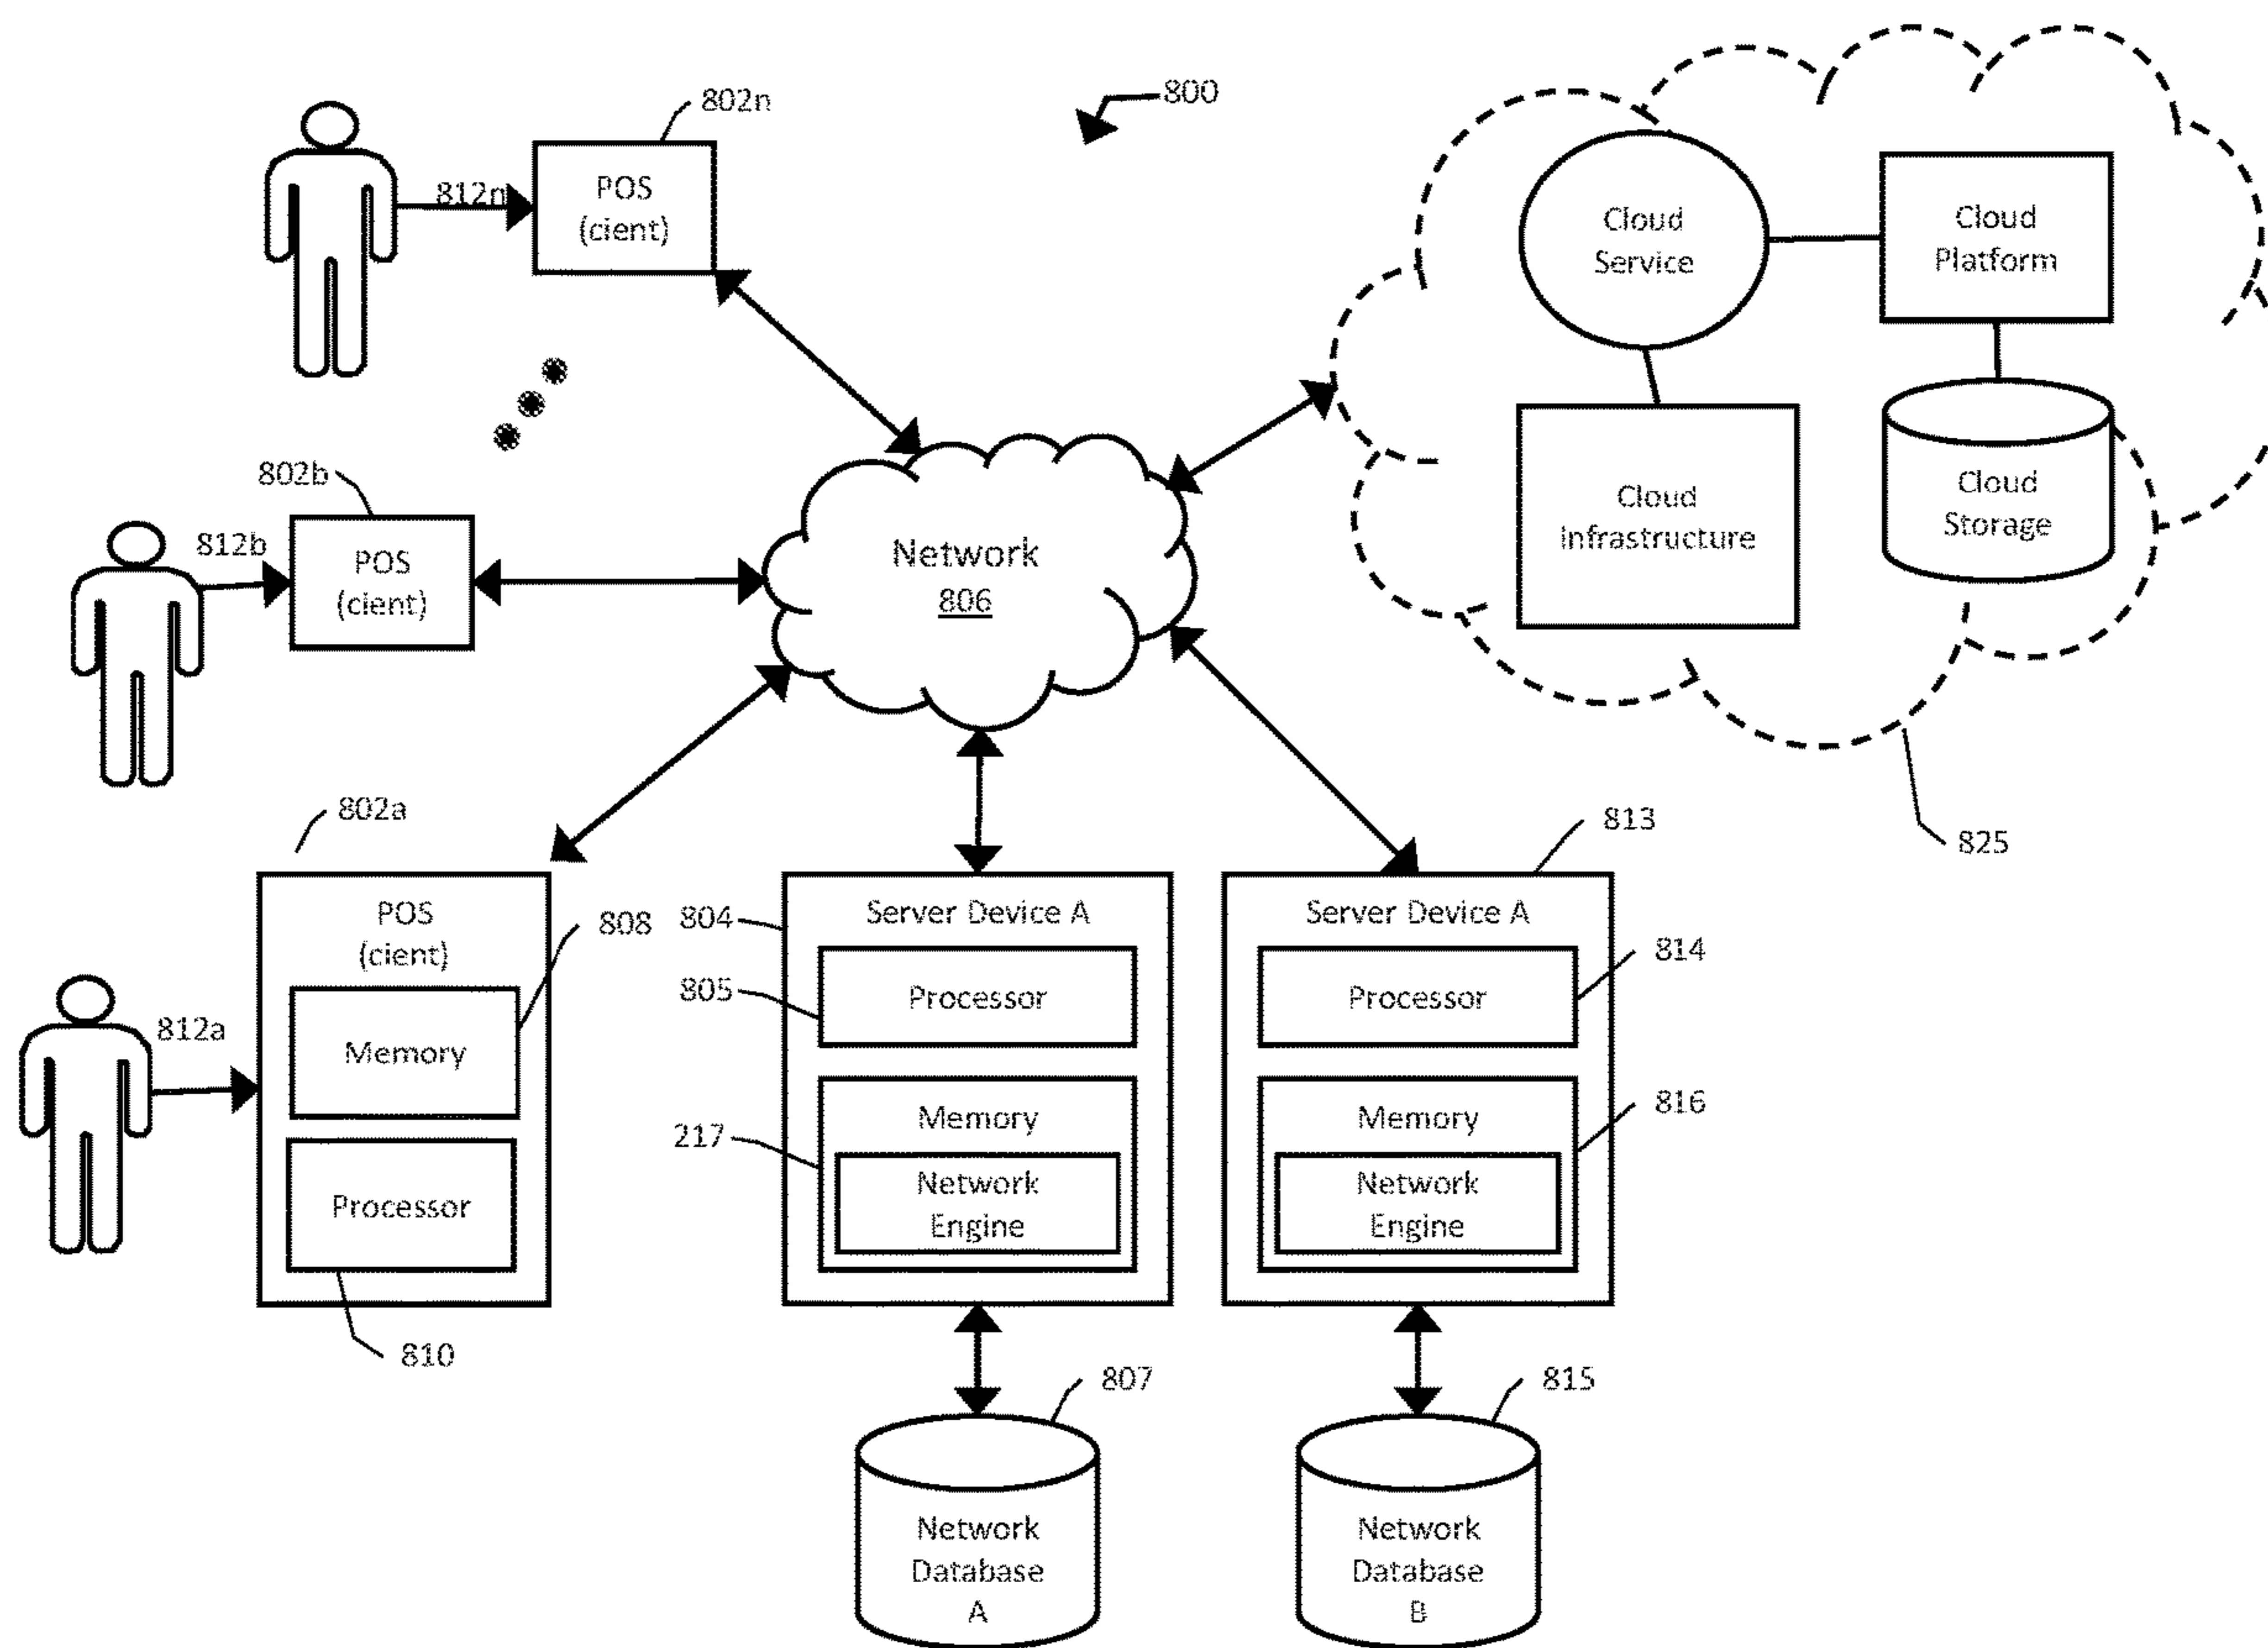 800
802n
812n
POS
(cient)
Cloud
Service
Cloud
Platform
Cloud
Infrastructure
Cloud
Storage
825
802b
812b
POS
(cient)
Network
806
802a
812a
POS
(cient)
808
Memory
Processor
810
804
Server Device A
805
Processor
217
Memory
Network
Engine
813
Server Device A
814
Processor
816
Memory
Network
Engine
807
Network
Database
A
815
Network
Database
B